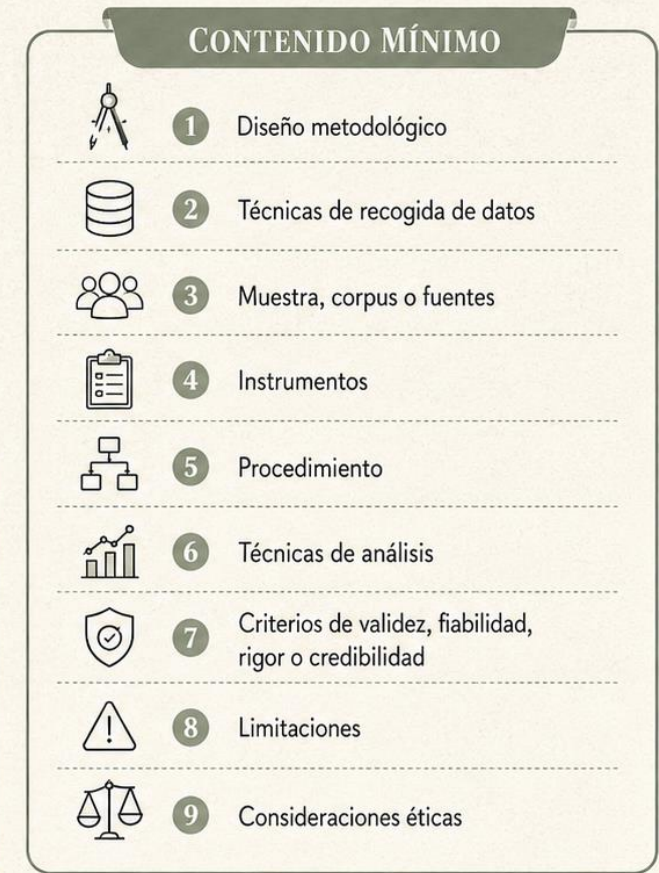 CONTENIDO MÍNIMO
1 Diseño metodológico
2 Técnicas de recogida de datos
3 Muestra, corpus o fuentes
4 Instrumentos
5 Procedimiento
6 Técnicas de análisis
7 Criterios de validez, fiabilidad,
rigor o credibilidad
8 Limitaciones
9 Consideraciones éticas